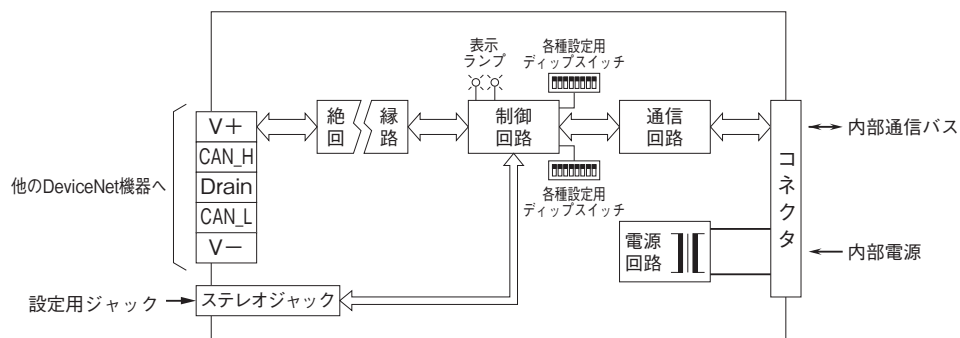 表示
ランプ
各種設定用
ディップスイッチ
V+
CAN_H
Drain
CAN_L
V−
他のDeviceNet機器へ
絶 縁
回 路
制御
回路
通信
回路
コネクタ
内部通信バス
各種設定用
ディップスイッチ
電源
回路
内部電源
設定用ジャック
ステレオジャック